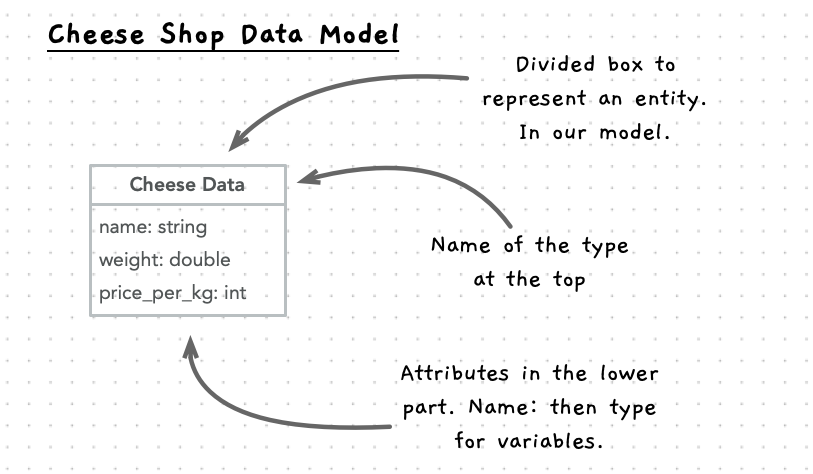 Cheese Shop Data Model
Divided box to
represent an entity.
In our model.
Cheese Data
name: string
weight: double
price_per_kg: int
Name of the type
at the top
Attributes in the lower
part. Name: then type
for variables.